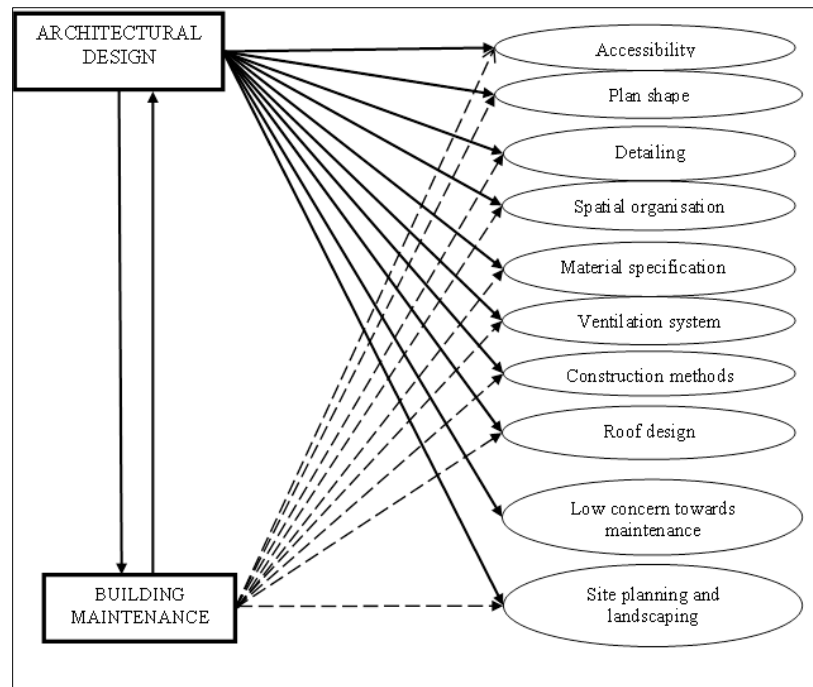 ARCHITECTURAL
DESIGN
Accessibility
Plan shape
Detailing
Spatial organisation
Material specification
Ventilation system
Construction methods
Roof design
Low concern towards
maintenance
BUILDING
MAINTENANCE
Site planning and
landscaping